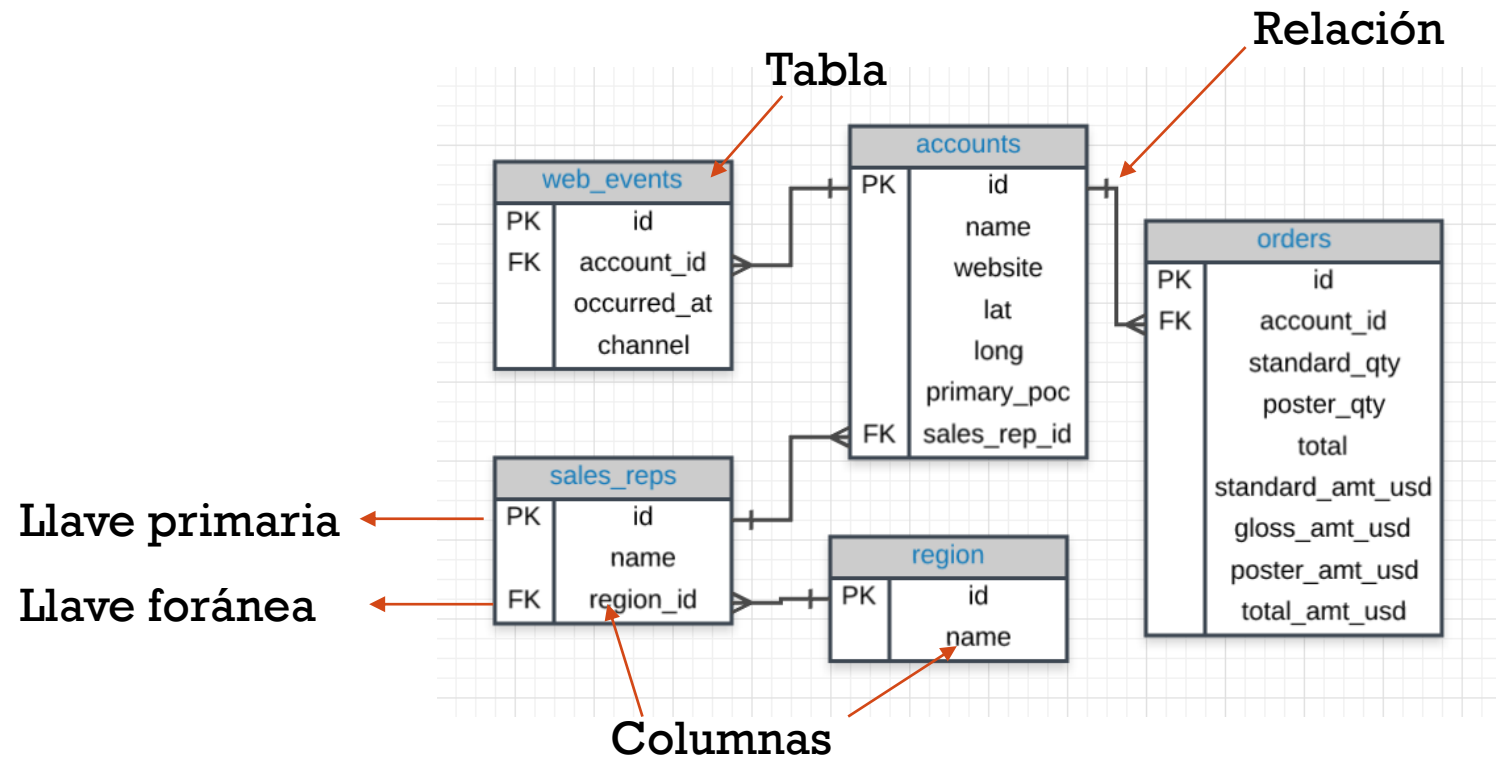 Relación
Tabla
web_events
PK id
FK account_id
occurred_at
channel
accounts
PK id
name
website
lat
long
primary_poc
FK sales_rep_id
orders
PK id
FK account_id
standard_qty
poster_qty
total
standard_amt_usd
gloss_amt_usd
poster_amt_usd
total_amt_usd
Llave primaria
Llave foránea
sales_reps
PK id
name
FK region_id
region
PK id
name
Columnas